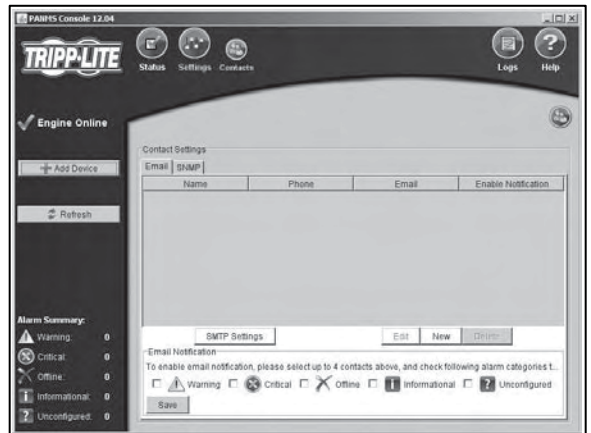 PANMS Console 12.04
TRIPP·LITE
Status Settings Contacts Logs Help
Engine Online
Add Device
Refresh
Contact Settings
Email SNMP
Name Phone Email Enable Notification
SMTP Settings Edit New Delete
Email Notification
To enable email notification, please select up to 4 contacts above, and check following alarm categories t...
Warning Critical Offline Informational Unconfigured
Save
Alarm Summary:
Warning: 0
Critical: 0
Offline: 0
Informational: 0
Unconfigured: 0